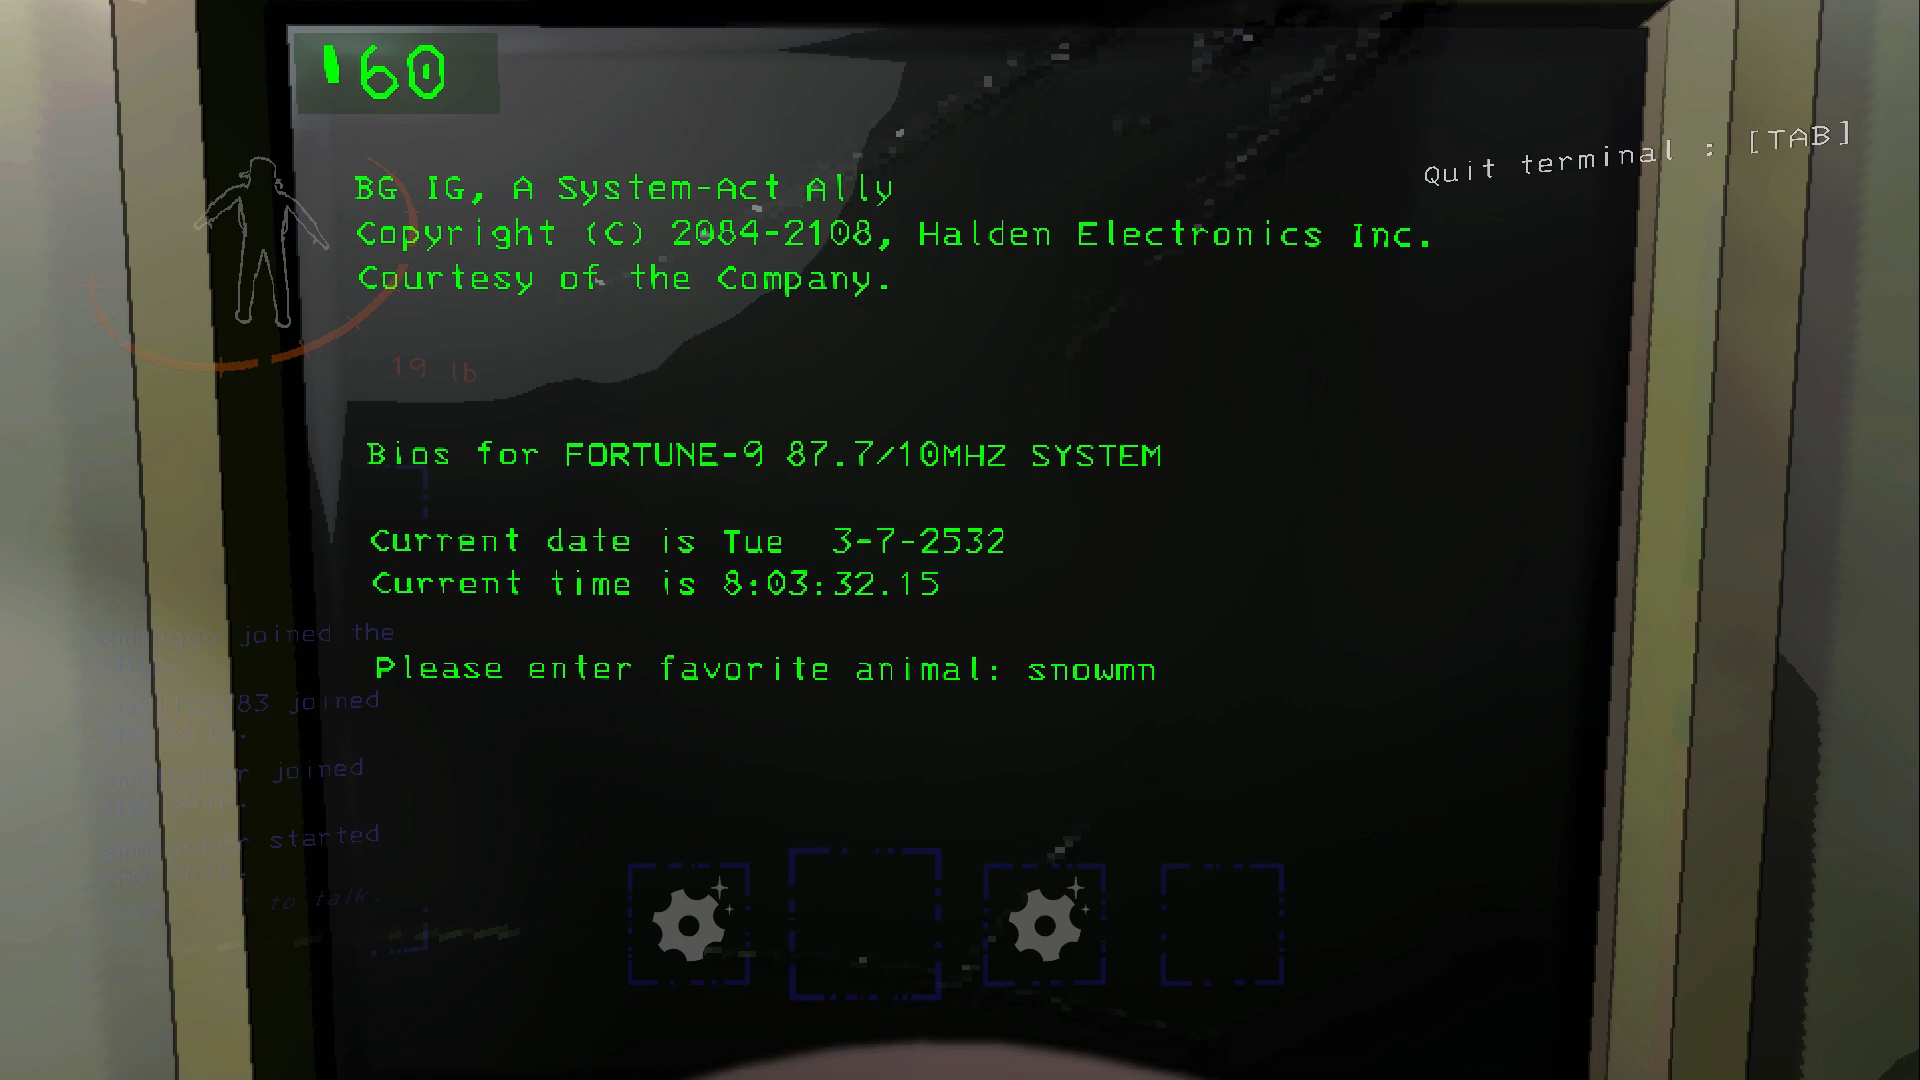 60
Quit terminal : [TAB]
BG IG, A System-Act Ally
Copyright (C) 2084-2108, Halden Electronics Inc.
Courtesy of the Company.
19 lb
Bios for FORTUNE-9 87.7/10MHZ SYSTEM
Current date is Tue  3-7-2532
Current time is 8:03:32.15
Please enter favorite animal: snowmn
joined the
83 joined
joined
started
to talk.